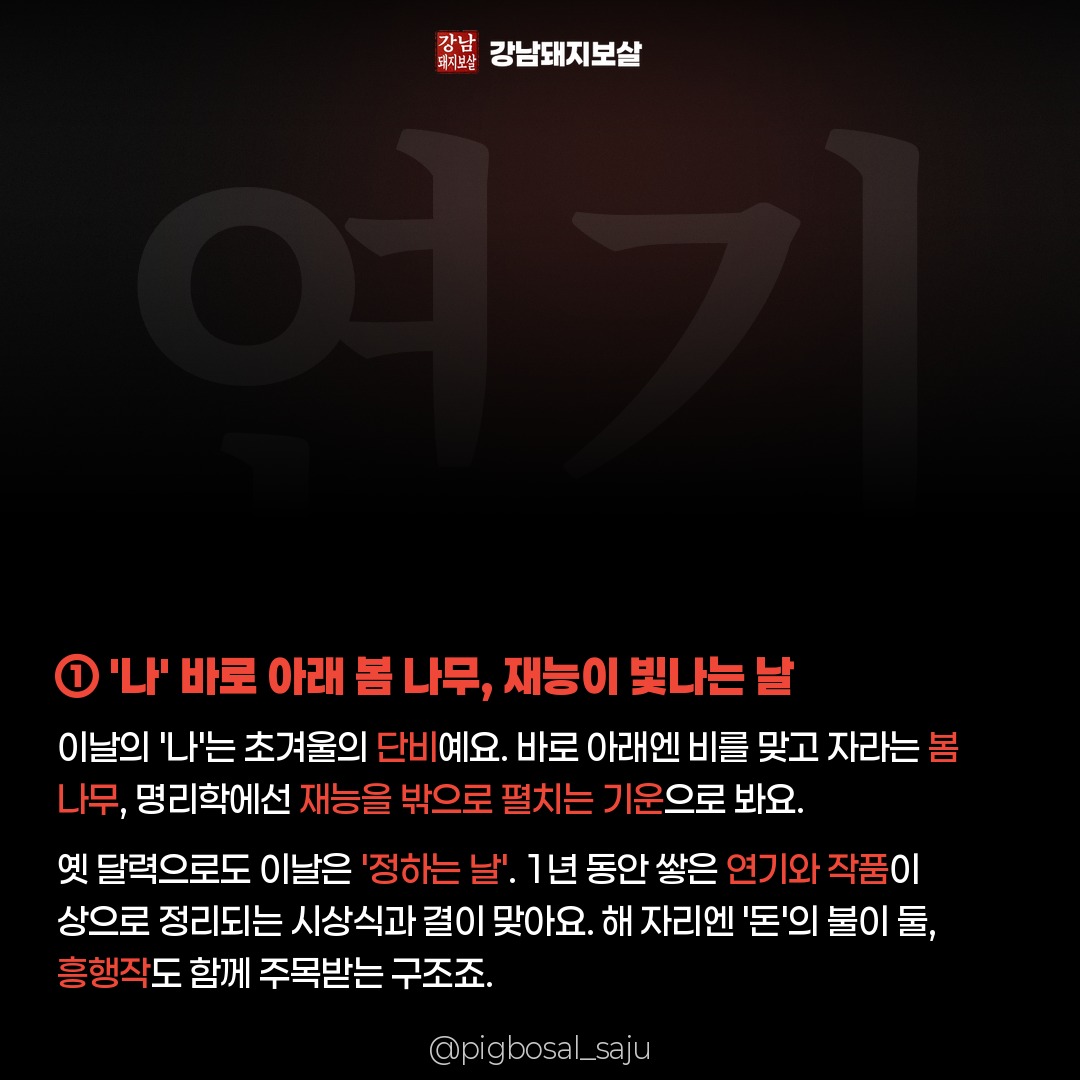 강남
돼지보살
강남돼지보살
연기
① '나' 바로 아래 봄 나무, 재능이 빛나는 날
이날의 '나'는 초겨울의 단비예요. 바로 아래엔 비를 맞고 자라는 봄
나무, 명리학에선 재능을 밖으로 펼치는 기운으로 봐요.
옛 달력으로도 이날은 '정하는 날'. 1년 동안 쌓은 연기와 작품이
상으로 정리되는 시상식과 결이 맞아요. 해 자리엔 '돈'의 불이 둘,
흥행작도 함께 주목받는 구조죠.
@pigbosal_saju